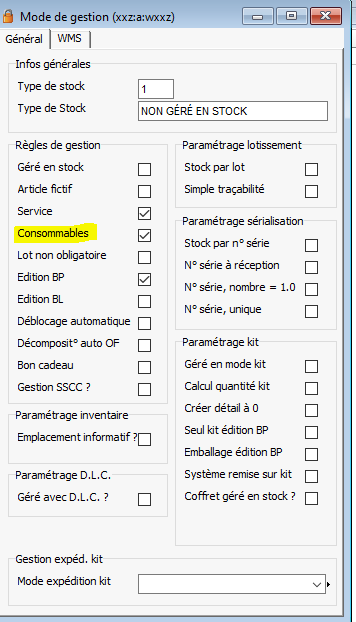 Mode de gestion (xxz:a:wxxz)
Général WMS
Infos générales
Type de stock 1
Type de Stock NON GÉRÉ EN STOCK
Règles de gestion
Géré en stock
Article fictif
Service
Consommables
Lot non obligatoire
Edition BP
Edition BL
Déblocage automatique
Décomposit° auto OF
Bon cadeau
Gestion SSCC ?
Paramétrage inventaire
Emplacement informatif ?
Paramétrage D.L.C.
Géré avec D.L.C. ?
Paramétrage lotissement
Stock par lot
Simple traçabilité
Paramétrage sérialisation
Stock par n° série
N° série à réception
N° série, nombre = 1.0
N° série, unique
Paramétrage kit
Géré en mode kit
Calcul quantité kit
Créer détail à 0
Seul kit édition BP
Emballage édition BP
Système remise sur kit
Coffret géré en stock ?
Gestion expéd. kit
Mode expédition kit